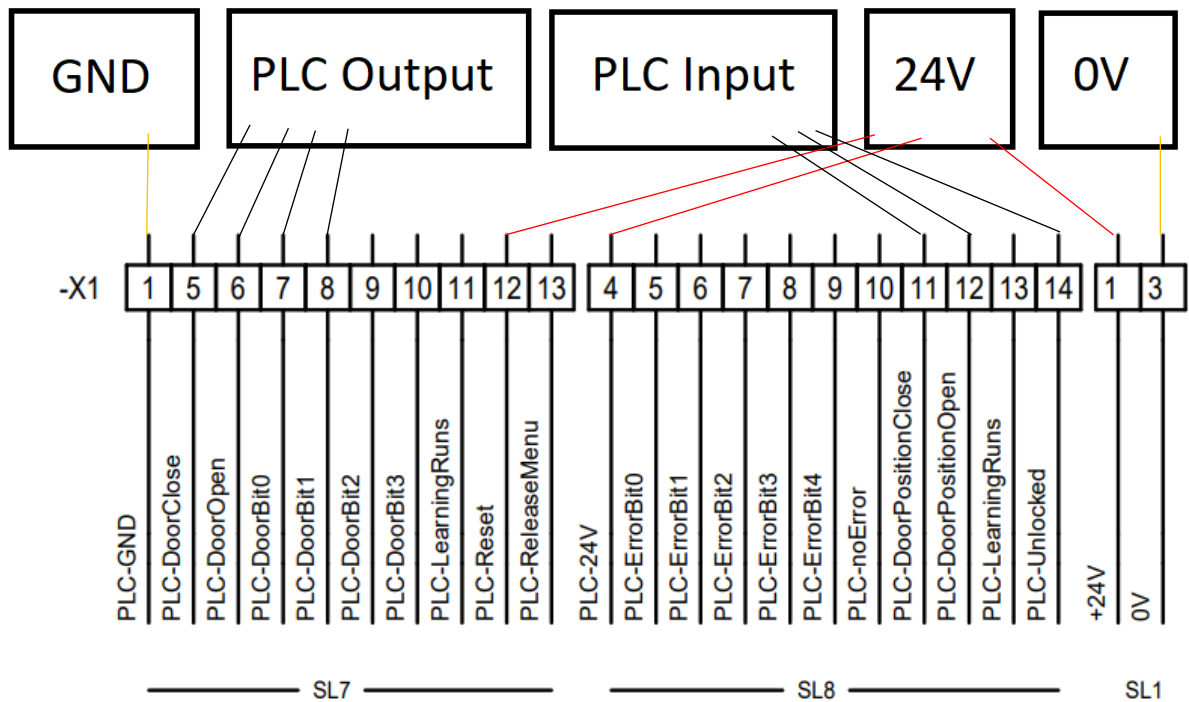 GND
PLC Output
PLC Input
24V
0V
-X1
1 5 6 7 8 9 10 11 12 13
4 5 6 7 8 9 10 11 12 13 14
1 3
PLC-GND
PLC-DoorClose
PLC-DoorOpen
PLC-DoorBit0
PLC-DoorBit1
PLC-DoorBit2
PLC-DoorBit3
PLC-LearningRuns
PLC-Reset
PLC-ReleaseMenu
PLC-24V
PLC-ErrorBit0
PLC-ErrorBit1
PLC-ErrorBit2
PLC-ErrorBit3
PLC-ErrorBit4
PLC-noError
PLC-DoorPositionClose
PLC-DoorPositionOpen
PLC-LearningRuns
PLC-Unlocked
+24V
0V
SL7
SL8
SL1